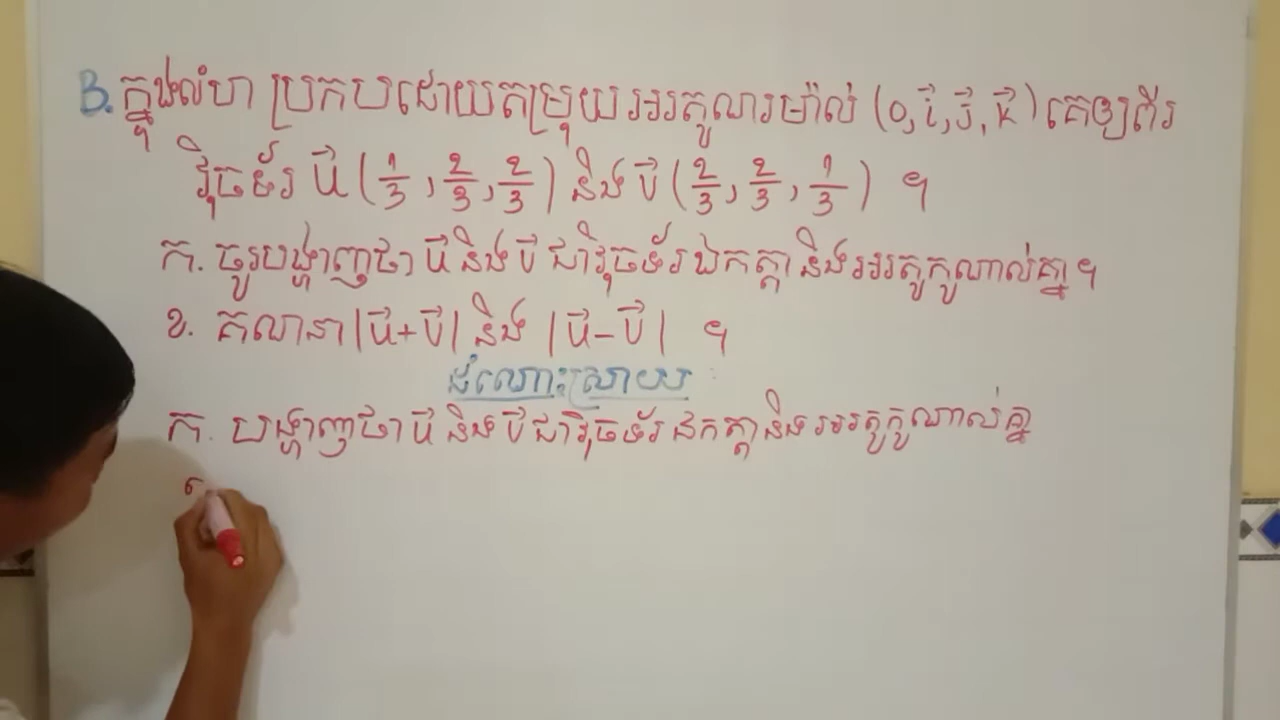 B. ក្នុងលំហា ប្រកបដោយតម្រុយអរតូណរម៉ាល់ (0, i⃗, j⃗, k⃗) គេឲ្យពីរ
វ៉ិចទ័រ u⃗ (1/3, 2/3, 2/3) និង v⃗ (2/3, 2/3, 1/3) ។
ក. ចូរបង្ហាញថា u⃗ និង v⃗ ជាវ៉ិចទ័រឯកត្តា និងអរតូកូណាល់គ្នា។
ខ. គណនា |u⃗+v⃗| និង |u⃗-v⃗| ។
ដំណោះស្រាយ
ក. បង្ហាញថា u⃗ និង v⃗ ជាវ៉ិចទ័រឯកត្តានិងអរតូកូណាល់គ្នា